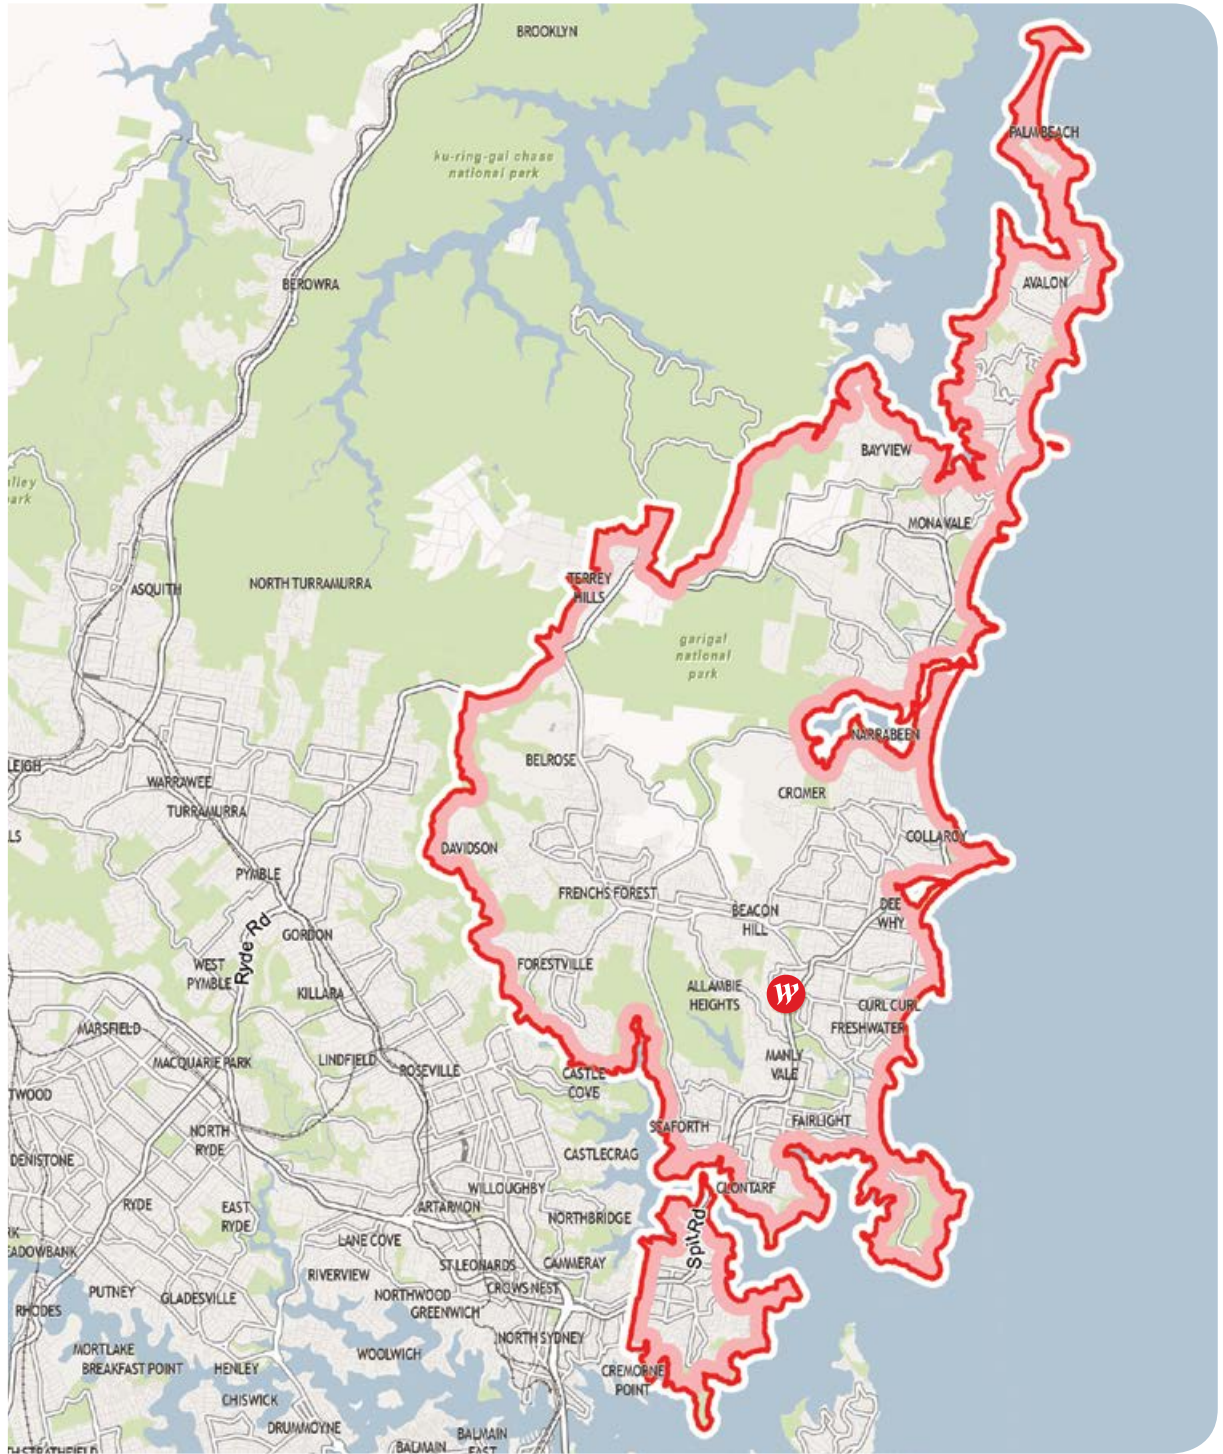 BROOKLYN
PALM BEACH
ku-ring-gai chase
national park
BEROWRA
AVALON
BAYVIEW
MONA VALE
ASQUITH
NORTH TURRAMURRA
TERREY
HILLS
garigal
national
park
NARRABEEN
BELROSE
WARRAWEE
CROMER
TURRAMURRA
COLLAROY
DAVIDSON
PYMBLE
FRENCHS FOREST
BEACON
HILL
DEE
WHY
Ryde Rd
GORDON
WEST
PYMBLE
FORESTVILLE
KILLARA
ALLAMBIE
HEIGHTS
W
CURL CURL
FRESHWATER
MARSFIELD
MACQUARIE PARK
LINDFIELD
ROSEVILLE
CASTLE
COVE
MANLY
VALE
TWOOD
NORTH
RYDE
SEAFORTH
FAIRLIGHT
DENISTONE
CASTLECRAG
WILLOUGHBY
CLONTARF
RYDE
EAST
RYDE
ARTARMON
NORTHBRIDGE
Spit Rd
LANE COVE
EADOWBANK
ST LEONARDS
CAMMERAY
RIVERVIEW
PUTNEY
GLADESVILLE
NORTHWOOD
GREENWICH
CROWS NEST
RHODES
NORTH SYDNEY
MORTLAKE
BREAKFAST POINT
HENLEY
WOOLWICH
CREMORNE
POINT
CHISWICK
DRUMMOYNE
BALMAIN
BALMAIN
EAST